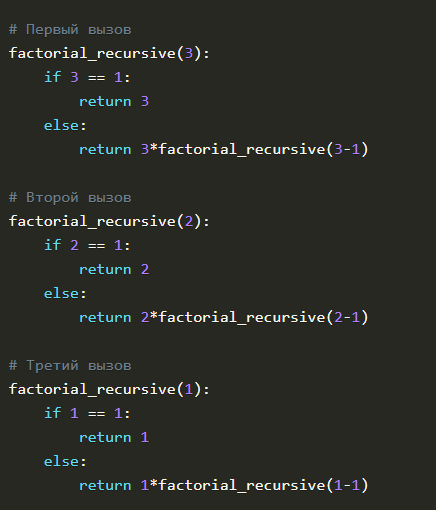 # Первый вызов
factorial_recursive(3):
    if 3 == 1:
        return 3
    else:
        return 3*factorial_recursive(3-1)
# Второй вызов
factorial_recursive(2):
    if 2 == 1:
        return 2
    else:
        return 2*factorial_recursive(2-1)
# Третий вызов
factorial_recursive(1):
    if 1 == 1:
        return 1
    else:
        return 1*factorial_recursive(1-1)